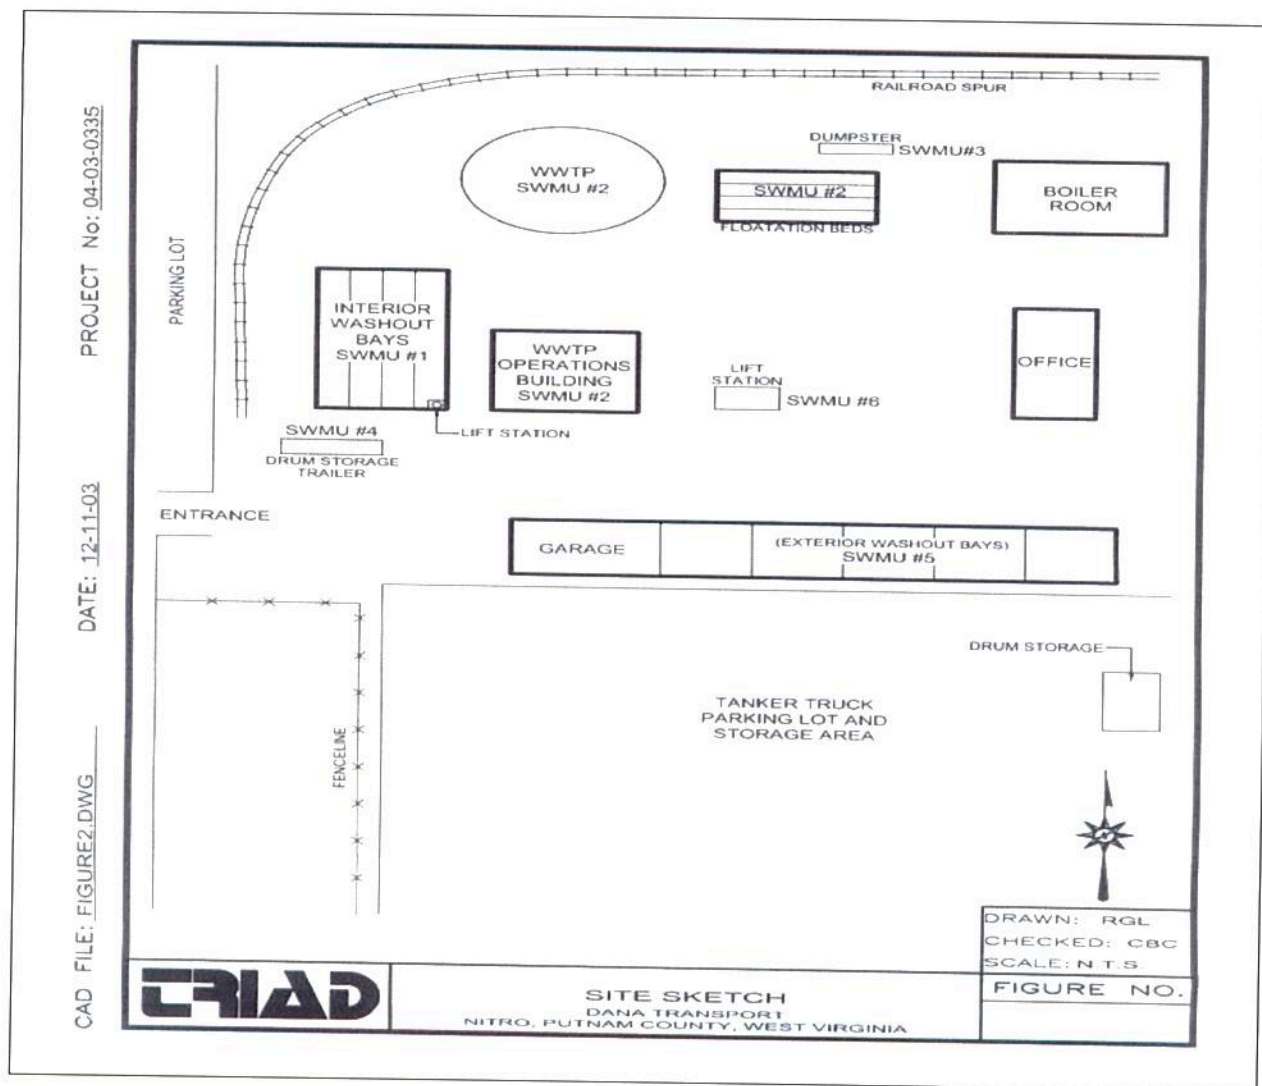 RAILROAD SPUR
DUMPSTER
SWMU#3
WWTP
SWMU #2
SWMU #2
FLOATATION BEDS
BOILER
ROOM
PARKING LOT
INTERIOR
WASHOUT
BAYS
SWMU #1
WWTP
OPERATIONS
BUILDING
SWMU #2
LIFT
STATION
SWMU #6
OFFICE
LIFT STATION
SWMU #4
DRUM STORAGE
TRAILER
ENTRANCE
GARAGE
(EXTERIOR WASHOUT BAYS)
SWMU #5
DRUM STORAGE
TANKER TRUCK
PARKING LOT AND
STORAGE AREA
FENCELINE
CAD FILE: FIGURE2.DWG DATE: 12-11-03 PROJECT No: 04-03-0335
DRAWN: RGL
CHECKED: CBC
SCALE: N.T.S.
FIGURE NO.
TRIAD
SITE SKETCH
DANA TRANSPORT
NITRO, PUTNAM COUNTY, WEST VIRGINIA